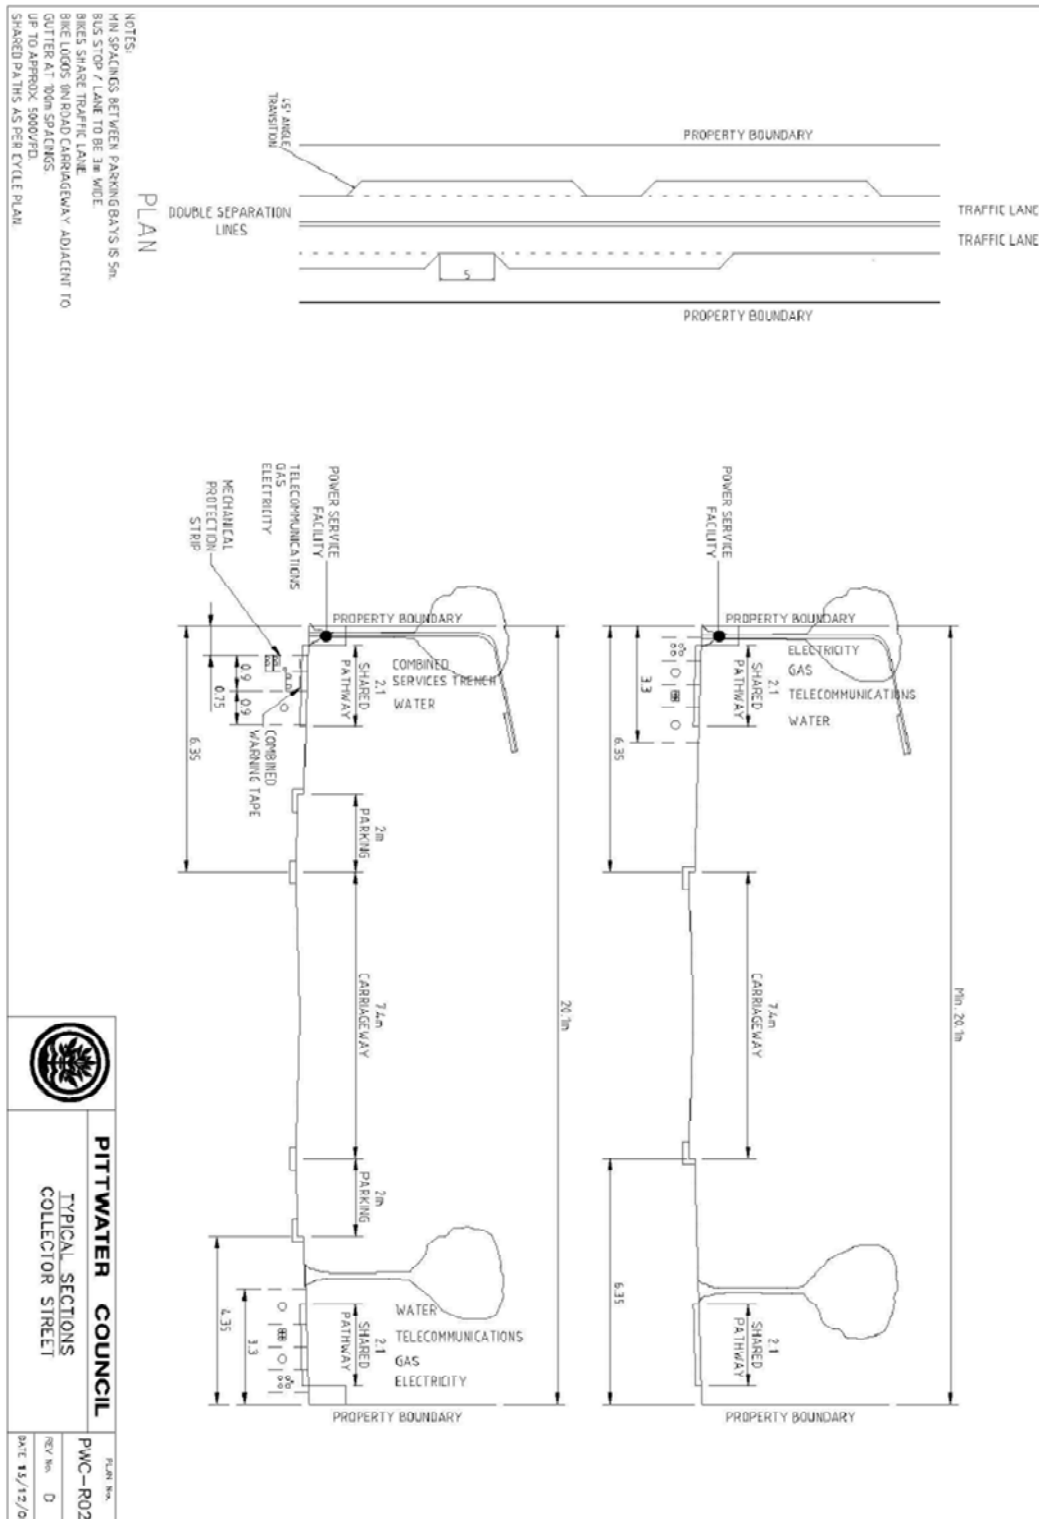 NOTES:
MIN SPACINGS BETWEEN PARKING BAYS IS 5m.
BUS STOP / LANE TO BE 3m WIDE.
BIKES SHARE TRAFFIC LANE.
BIKE LOGOS ON ROAD CARRIAGEWAY ADJACENT TO
GUTTER AT 100m SPACINGS.
UP TO APPROX 5000VPD.
SHARED PATHS AS PER CYCLE PLAN
PLAN
45° ANGLE
TRANSITION
DOUBLE SEPARATION
LINES
PROPERTY BOUNDARY
TRAFFIC LANE
TRAFFIC LANE
5
PROPERTY BOUNDARY
POWER SERVICE
FACILITY
PROPERTY BOUNDARY
ELECTRICITY
GAS
TELECOMMUNICATIONS
WATER
2.1
SHARED
PATHWAY
3.3
6.35
7.4m
CARRIAGEWAY
Min. 20.1m
6.35
2.1
SHARED
PATHWAY
PROPERTY BOUNDARY
POWER SERVICE
FACILITY
TELECOMMUNICATIONS
GAS
ELECTRICITY
MECHANICAL
PROTECTION
STRIP
PROPERTY BOUNDARY
COMBINED
SERVICES TRENCH
WATER
2.1
SHARED
PATHWAY
0.9
0.9
0.75
COMBINED
WARNING TAPE
6.35
2m
PARKING
7.4m
CARRIAGEWAY
20.1m
2m
PARKING
4.35
3.3
WATER
TELECOMMUNICATIONS
GAS
ELECTRICITY
2.1
SHARED
PATHWAY
PROPERTY BOUNDARY
PITTWATER COUNCIL
TYPICAL SECTIONS
COLLECTOR STREET
PLAN No.
PWC-R02
REV No. D
DATE 15/12/0